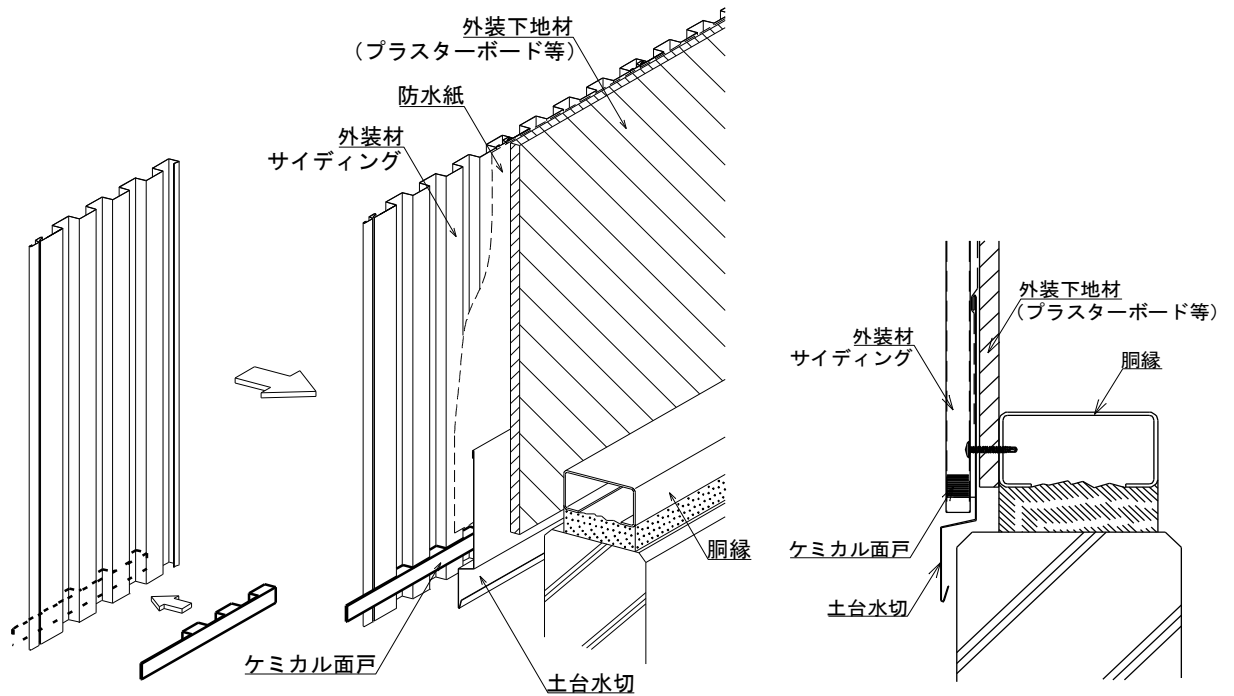 外装下地材
(プラスターボード等)
防水紙
外装材
サイディング
胴縁
ケミカル面戸
土台水切
外装下地材
(プラスターボード等)
外装材
サイディング
胴縁
ケミカル面戸
土台水切